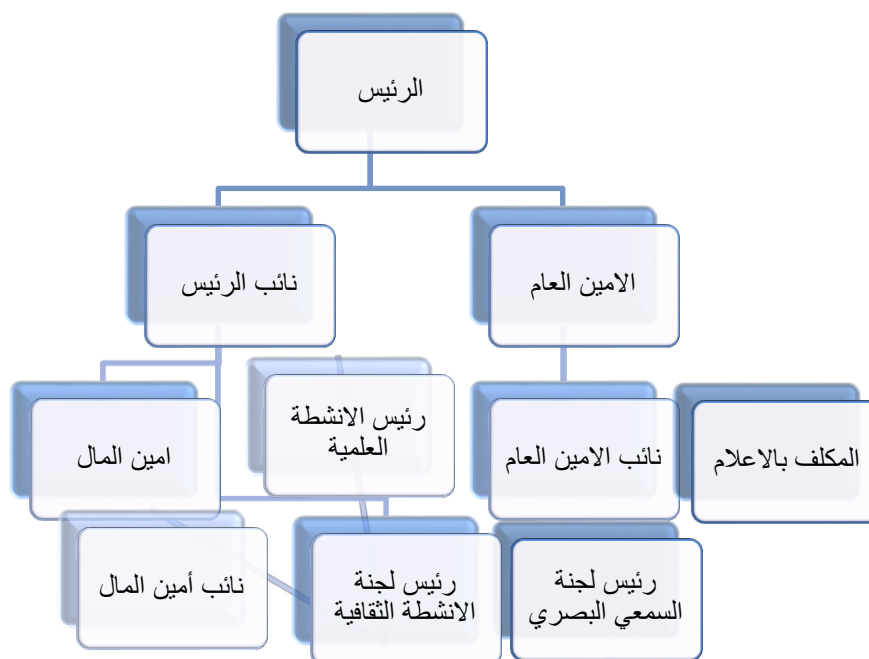 الرئيس
الامين العام
نائب الرئيس
المكلف بالاعلام
نائب الامين العام
رئيس الانشطة
العلمية
امين المال
رئيس لجنة
السمعي البصري
رئيس لجنة
الانشطة الثقافية
نائب أمين المال